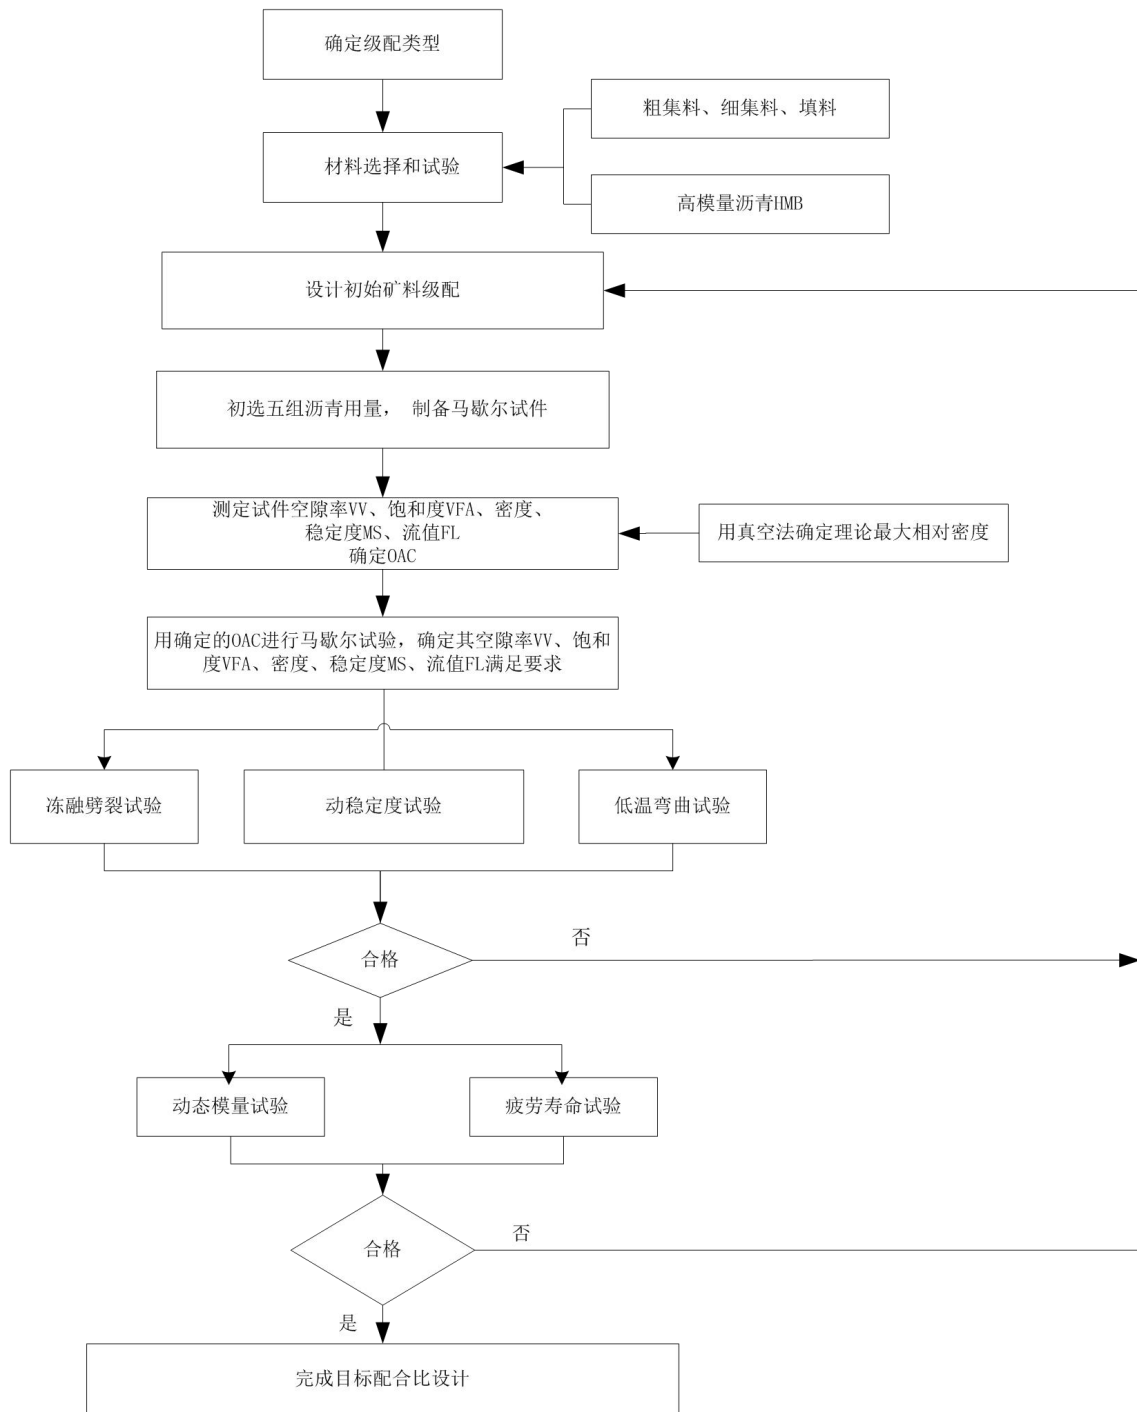 确定级配类型
粗集料、细集料、填料
材料选择和试验
高模量沥青HMB
设计初始矿料级配
初选五组沥青用量， 制备马歇尔试件
测定试件空隙率VV、饱和度VFA、密度、
稳定度MS、流值FL
确定OAC
用真空法确定理论最大相对密度
用确定的OAC进行马歇尔试验，确定其空隙率VV、饱和
度VFA、密度、稳定度MS、流值FL满足要求
冻融劈裂试验
动稳定度试验
低温弯曲试验
合格
否
是
动态模量试验
疲劳寿命试验
合格
否
是
完成目标配合比设计